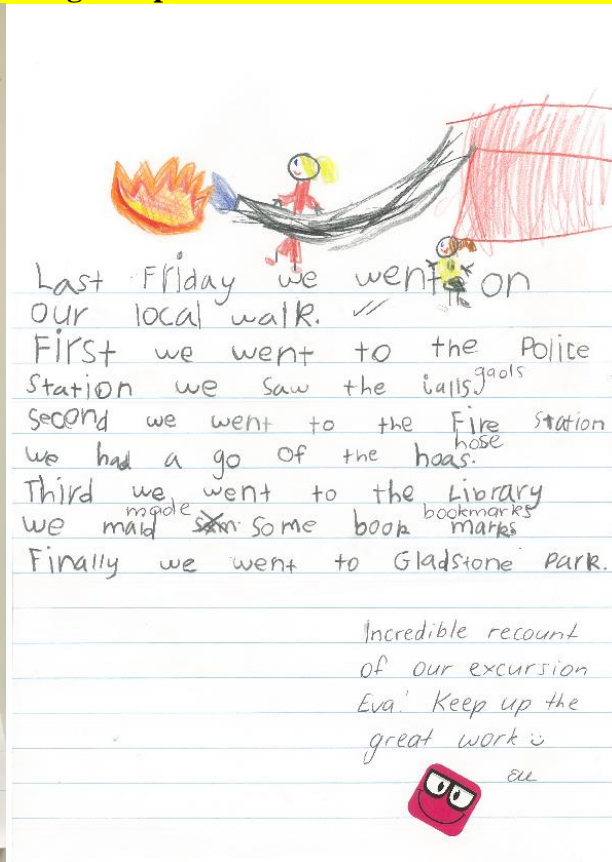 Last Friday we went on
our local walk.
First we went to the Police
Station we saw the ialls. gaols
Second we went to the Fire Station
we had a go of the hoas. hose
Third we went to the Library
made bookmarks
we maid some book marks
Finally we went to Gladstone Park.
Incredible recount
of our excursion
Eva! Keep up the
great work